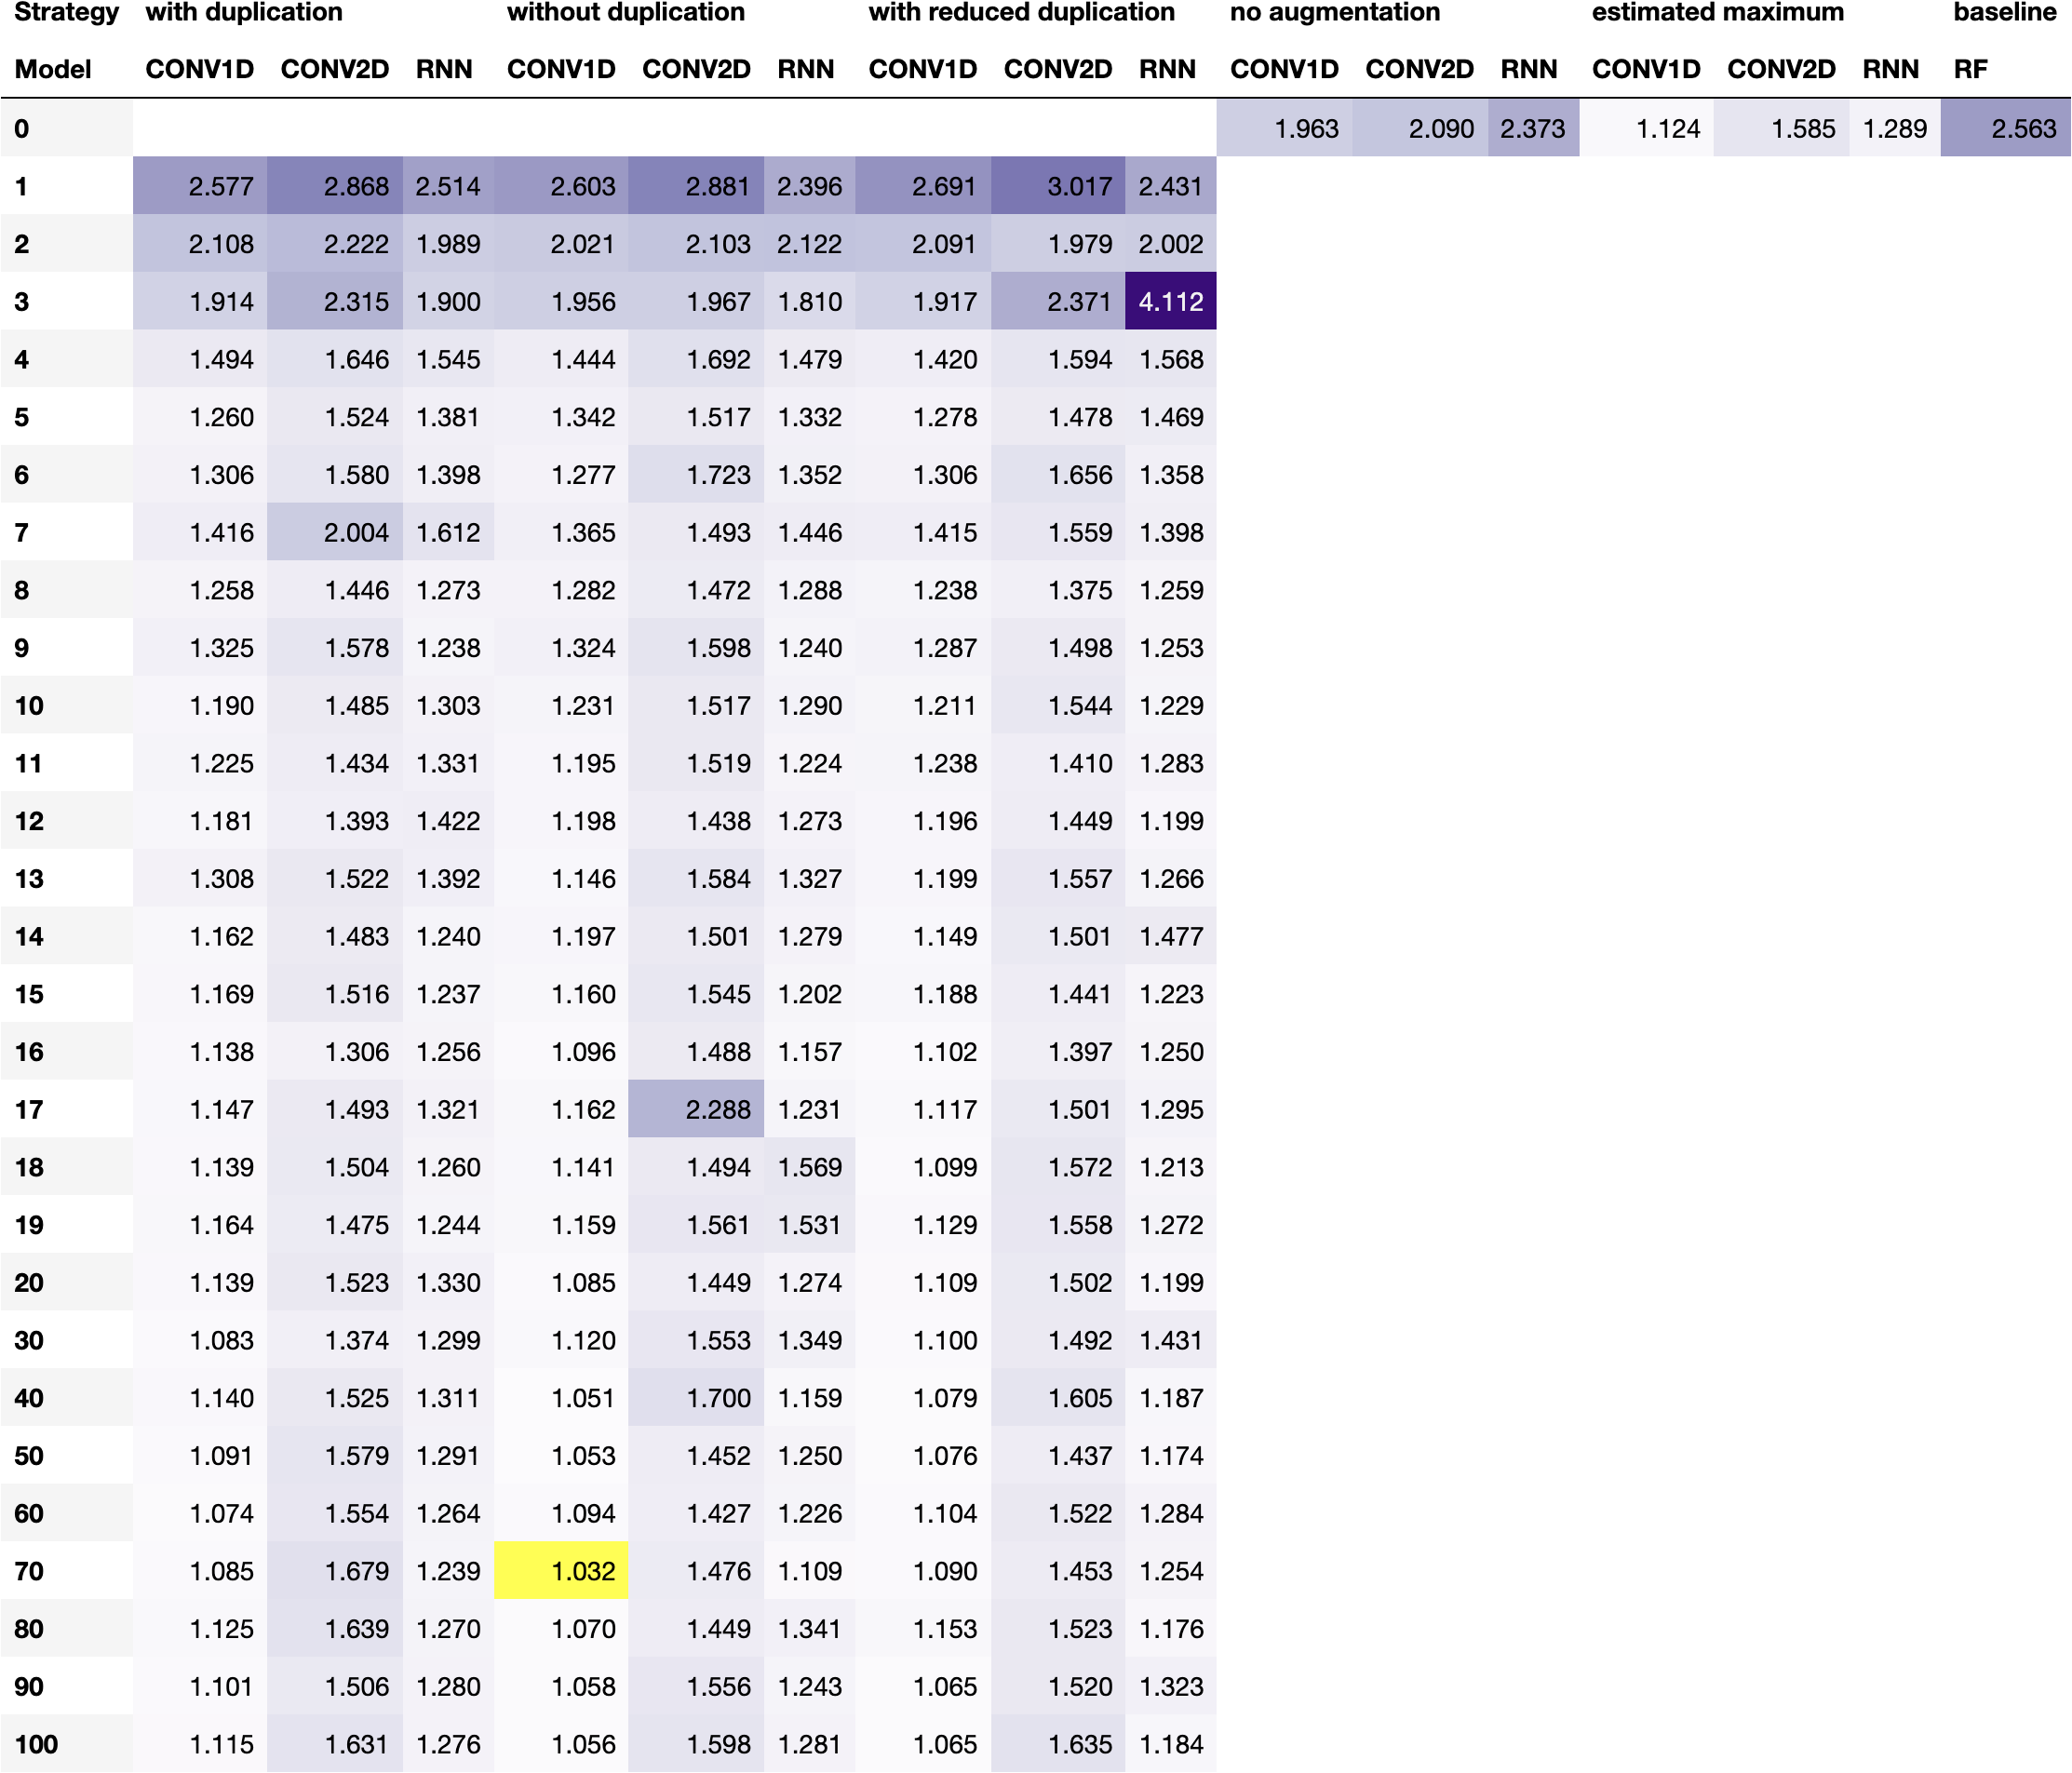 Strategy with duplication without duplication with reduced duplication no augmentation estimated maximum baseline
Model CONV1D CONV2D RNN CONV1D CONV2D RNN CONV1D CONV2D RNN CONV1D CONV2D RNN CONV1D CONV2D RNN RF
0 1.963 2.090 2.373 1.124 1.585 1.289 2.563
1 2.577 2.868 2.514 2.603 2.881 2.396 2.691 3.017 2.431
2 2.108 2.222 1.989 2.021 2.103 2.122 2.091 1.979 2.002
3 1.914 2.315 1.900 1.956 1.967 1.810 1.917 2.371 4.112
4 1.494 1.646 1.545 1.444 1.692 1.479 1.420 1.594 1.568
5 1.260 1.524 1.381 1.342 1.517 1.332 1.278 1.478 1.469
6 1.306 1.580 1.398 1.277 1.723 1.352 1.306 1.656 1.358
7 1.416 2.004 1.612 1.365 1.493 1.446 1.415 1.559 1.398
8 1.258 1.446 1.273 1.282 1.472 1.288 1.238 1.375 1.259
9 1.325 1.578 1.238 1.324 1.598 1.240 1.287 1.498 1.253
10 1.190 1.485 1.303 1.231 1.517 1.290 1.211 1.544 1.229
11 1.225 1.434 1.331 1.195 1.519 1.224 1.238 1.410 1.283
12 1.181 1.393 1.422 1.198 1.438 1.273 1.196 1.449 1.199
13 1.308 1.522 1.392 1.146 1.584 1.327 1.199 1.557 1.266
14 1.162 1.483 1.240 1.197 1.501 1.279 1.149 1.501 1.477
15 1.169 1.516 1.237 1.160 1.545 1.202 1.188 1.441 1.223
16 1.138 1.306 1.256 1.096 1.488 1.157 1.102 1.397 1.250
17 1.147 1.493 1.321 1.162 2.288 1.231 1.117 1.501 1.295
18 1.139 1.504 1.260 1.141 1.494 1.569 1.099 1.572 1.213
19 1.164 1.475 1.244 1.159 1.561 1.531 1.129 1.558 1.272
20 1.139 1.523 1.330 1.085 1.449 1.274 1.109 1.502 1.199
30 1.083 1.374 1.299 1.120 1.553 1.349 1.100 1.492 1.431
40 1.140 1.525 1.311 1.051 1.700 1.159 1.079 1.605 1.187
50 1.091 1.579 1.291 1.053 1.452 1.250 1.076 1.437 1.174
60 1.074 1.554 1.264 1.094 1.427 1.226 1.104 1.522 1.284
70 1.085 1.679 1.239 1.032 1.476 1.109 1.090 1.453 1.254
80 1.125 1.639 1.270 1.070 1.449 1.341 1.153 1.523 1.176
90 1.101 1.506 1.280 1.058 1.556 1.243 1.065 1.520 1.323
100 1.115 1.631 1.276 1.056 1.598 1.281 1.065 1.635 1.184